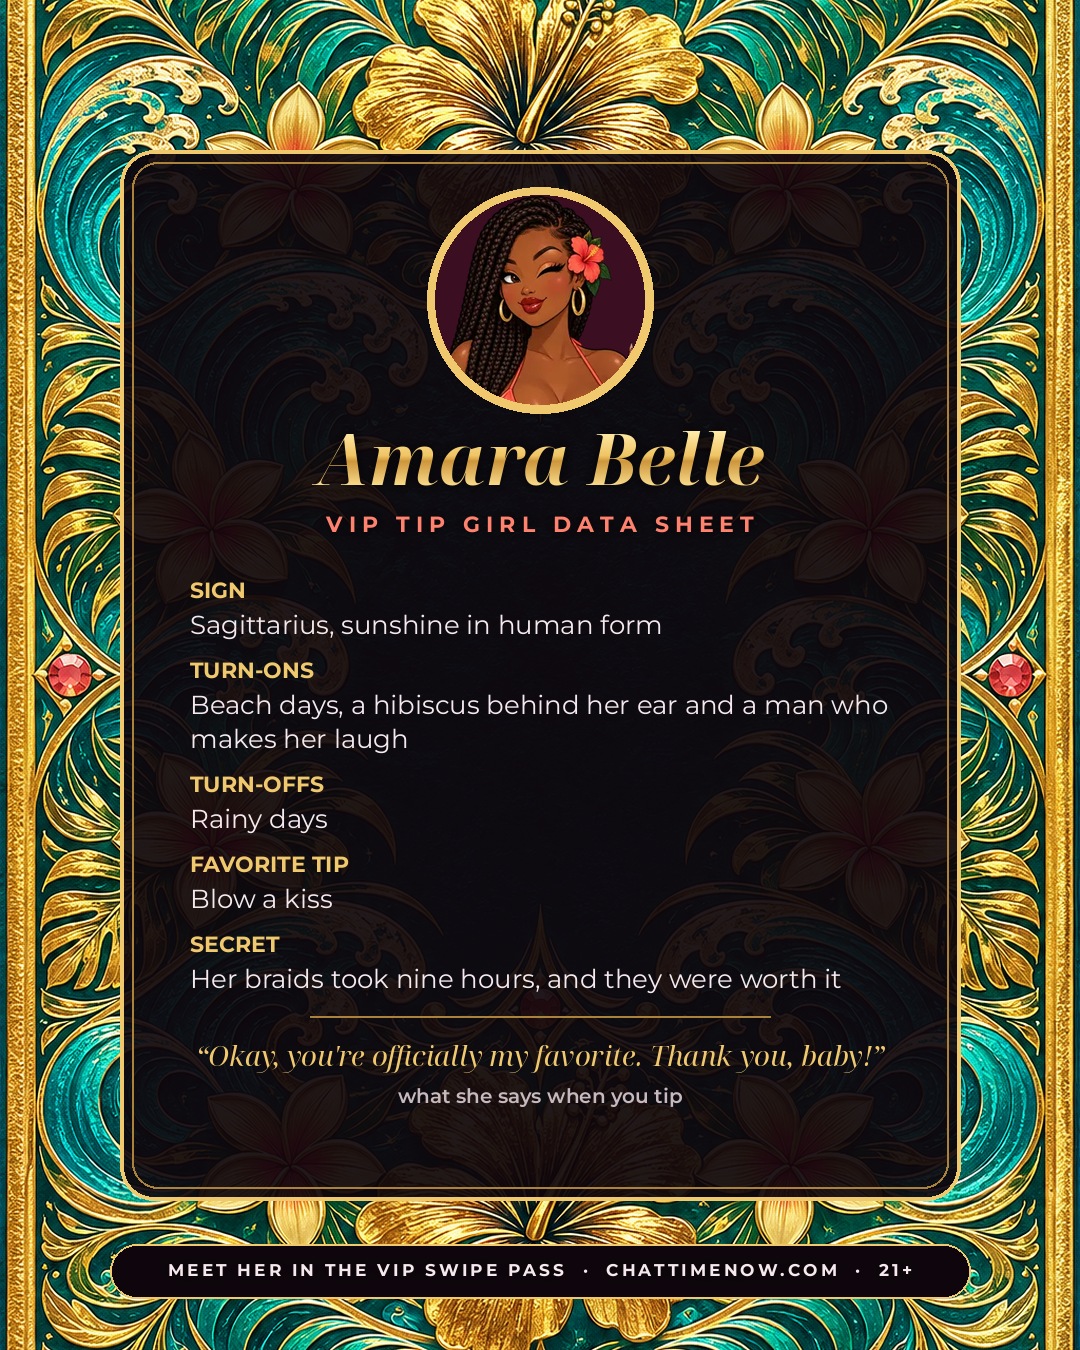 Amara Belle
VIP TIP GIRL DATA SHEET
SIGN
Sagittarius, sunshine in human form
TURN-ONS
Beach days, a hibiscus behind her ear and a man who
makes her laugh
TURN-OFFS
Rainy days
FAVORITE TIP
Blow a kiss
SECRET
Her braids took nine hours, and they were worth it
“Okay, you're officially my favorite. Thank you, baby!”
what she says when you tip
MEET HER IN THE VIP SWIPE PASS · CHATTIMENOW.COM · 21+